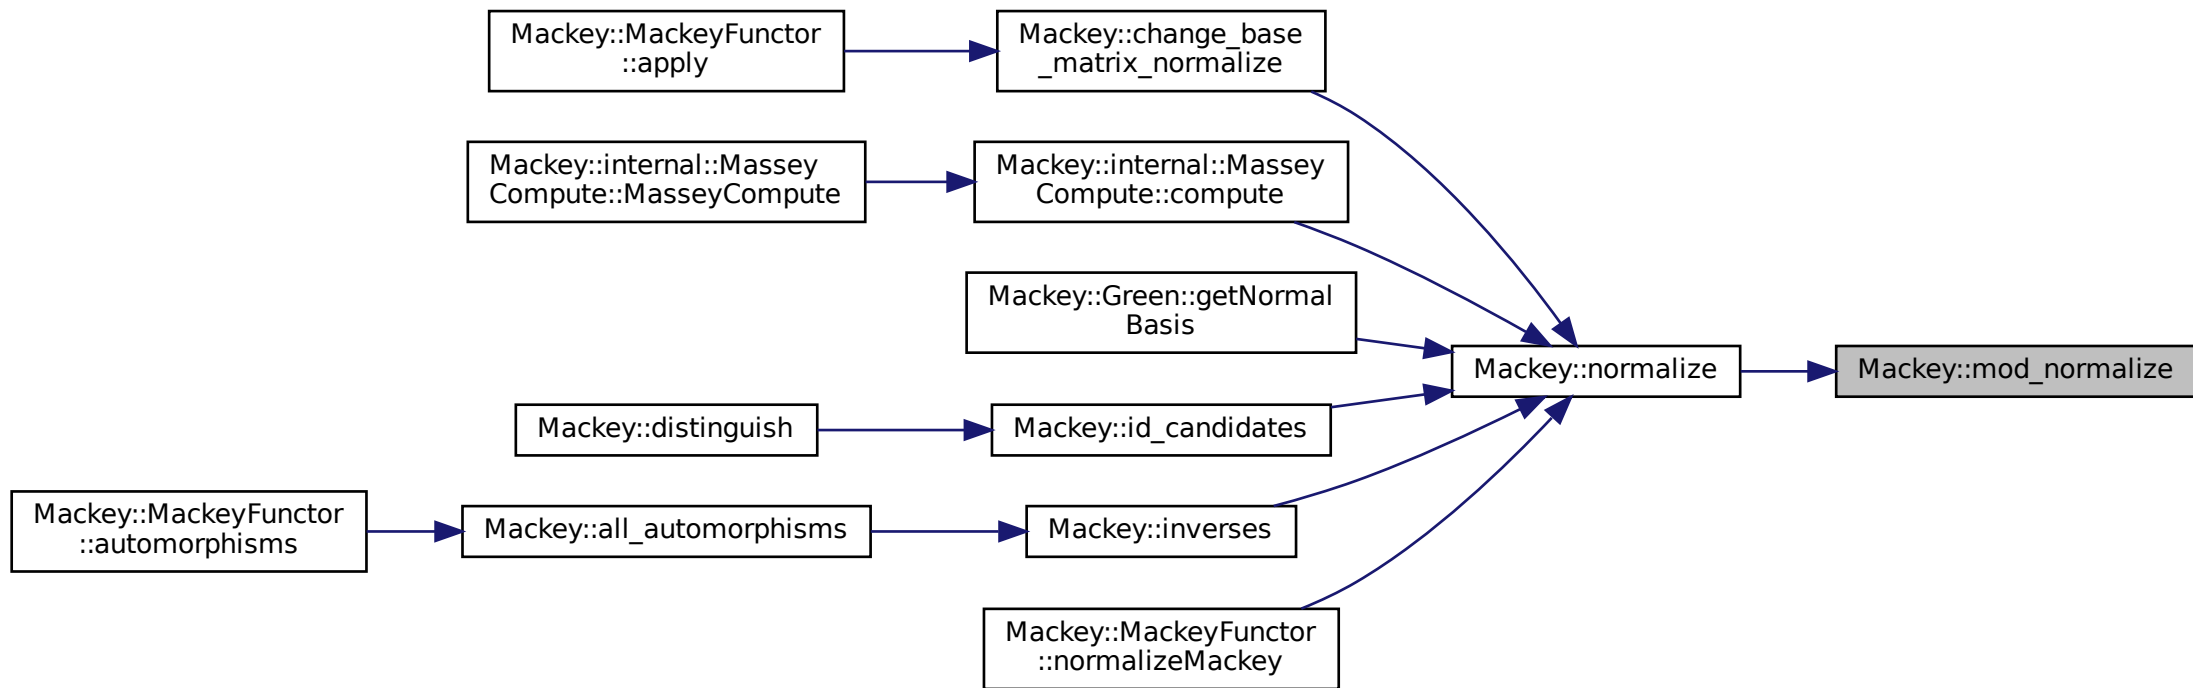 Mackey::MackeyFunctor
::apply
Mackey::change_base
_matrix_normalize
Mackey::internal::Massey
Compute::MasseyCompute
Mackey::internal::Massey
Compute::compute
Mackey::Green::getNormal
Basis
Mackey::normalize
Mackey::mod_normalize
Mackey::distinguish
Mackey::id_candidates
Mackey::MackeyFunctor
::automorphisms
Mackey::all_automorphisms
Mackey::inverses
Mackey::MackeyFunctor
::normalizeMackey